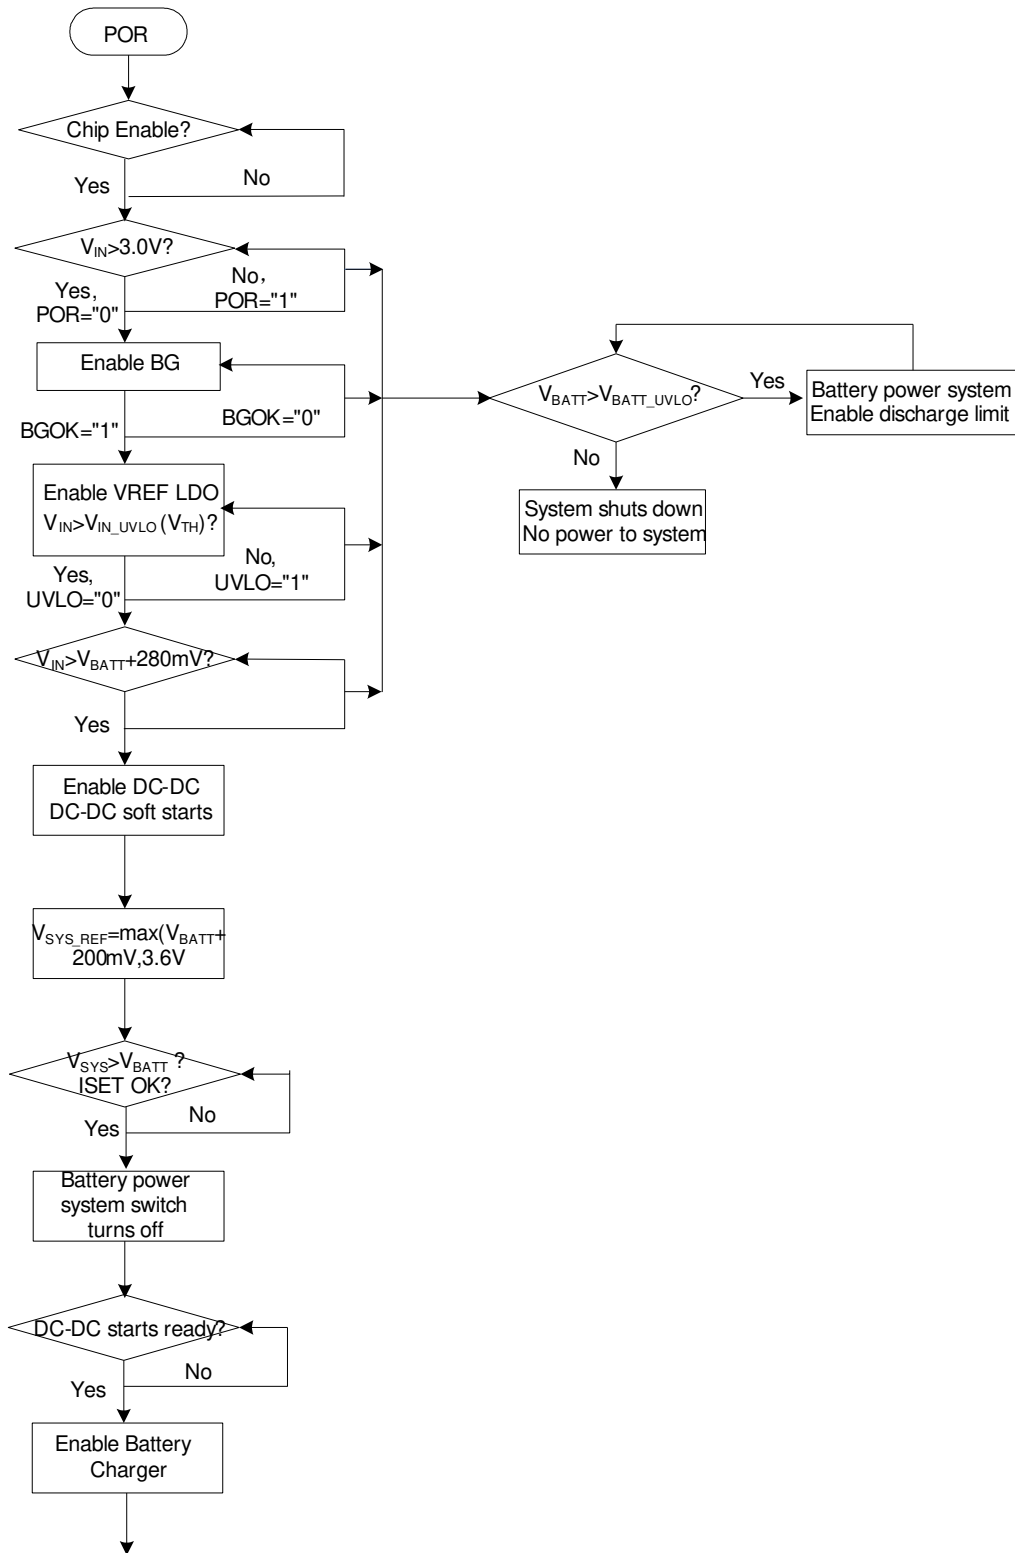 POR
Chip Enable?
Yes
No
VIN>3.0V?
Yes,
POR="0"
No,
POR="1"
Enable BG
BGOK="1"
BGOK="0"
Enable VREF LDO
VIN>VIN_UVLO (VTH)?
Yes,
UVLO="0"
No,
UVLO="1"
VIN>VBATT+280mV?
Yes
Enable DC-DC
DC-DC soft starts
VSYS_REF=max(VBATT+
200mV,3.6V
VSYS>VBATT ?
ISET OK?
Yes
No
Battery power
system switch
turns off
DC-DC starts ready?
Yes
No
Enable Battery
Charger
VBATT>VBATT_UVLO?
Yes
Battery power system
Enable discharge limit
No
System shuts down
No power to system